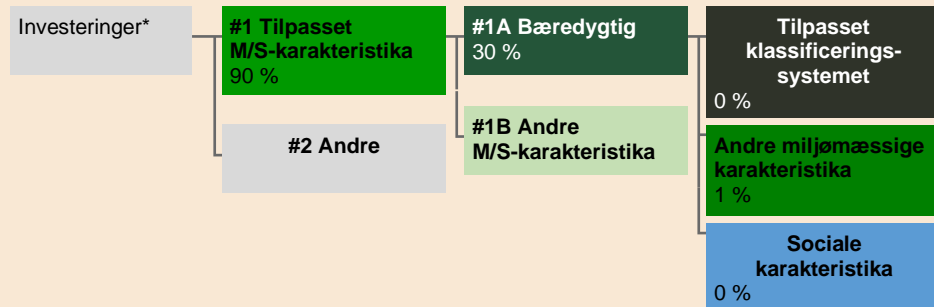 Investeringer*
#1 Tilpasset
M/S-karakteristika
90 %
#2 Andre
#1A Bæredygtig
30 %
#1B Andre
M/S-karakteristika
Tilpasset
klassificerings-
systemet
0 %
Andre miljømæssige
karakteristika
1 %
Sociale
karakteristika
0 %